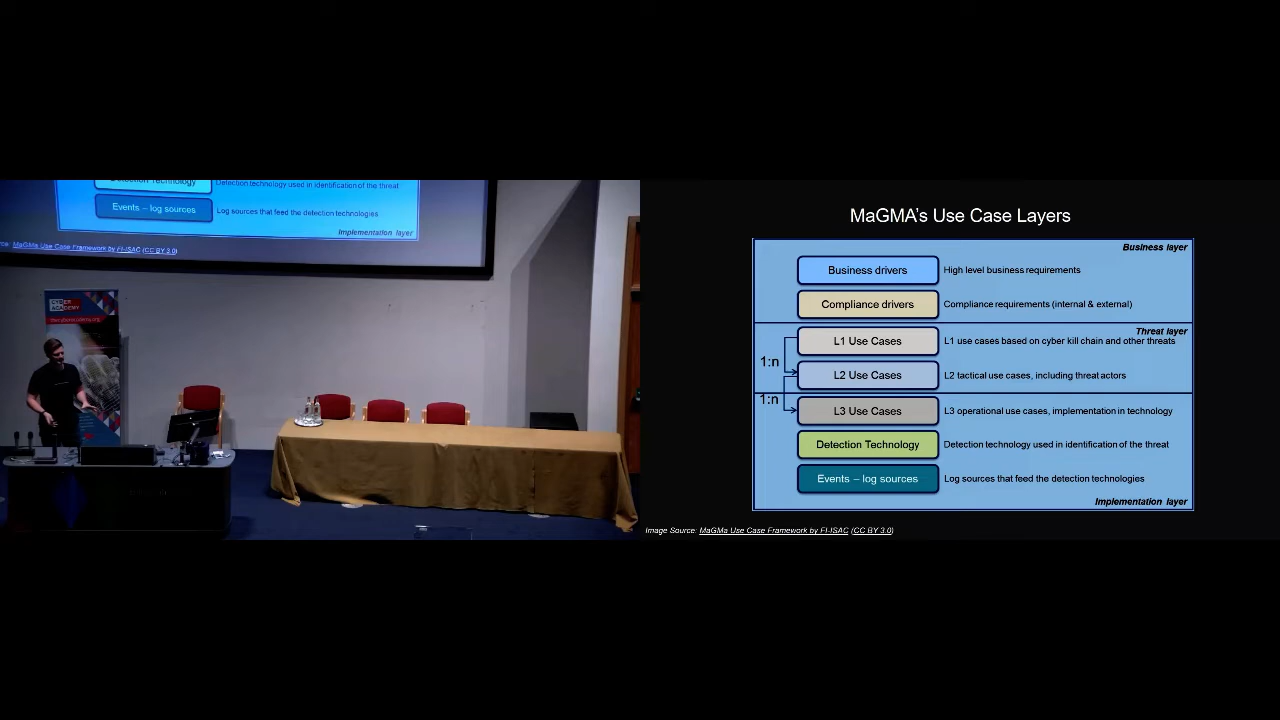 Detection Technology
Detection technology used in identification of the threat
Events – log sources
Log sources that feed the detection technologies
Implementation layer
MaGMa Use Case Framework by FI-ISAC (CC BY 3.0)
MaGMA's Use Case Layers
Business layer
Business drivers
High level business requirements
Compliance drivers
Compliance requirements (internal & external)
Threat layer
L1 Use Cases
L1 use cases based on cyber kill chain and other threats
1:n
L2 Use Cases
L2 tactical use cases, including threat actors
1:n
L3 Use Cases
L3 operational use cases, implementation in technology
Detection Technology
Detection technology used in identification of the threat
Events – log sources
Log sources that feed the detection technologies
Implementation layer
Image Source: MaGMa Use Case Framework by FI-ISAC (CC BY 3.0)